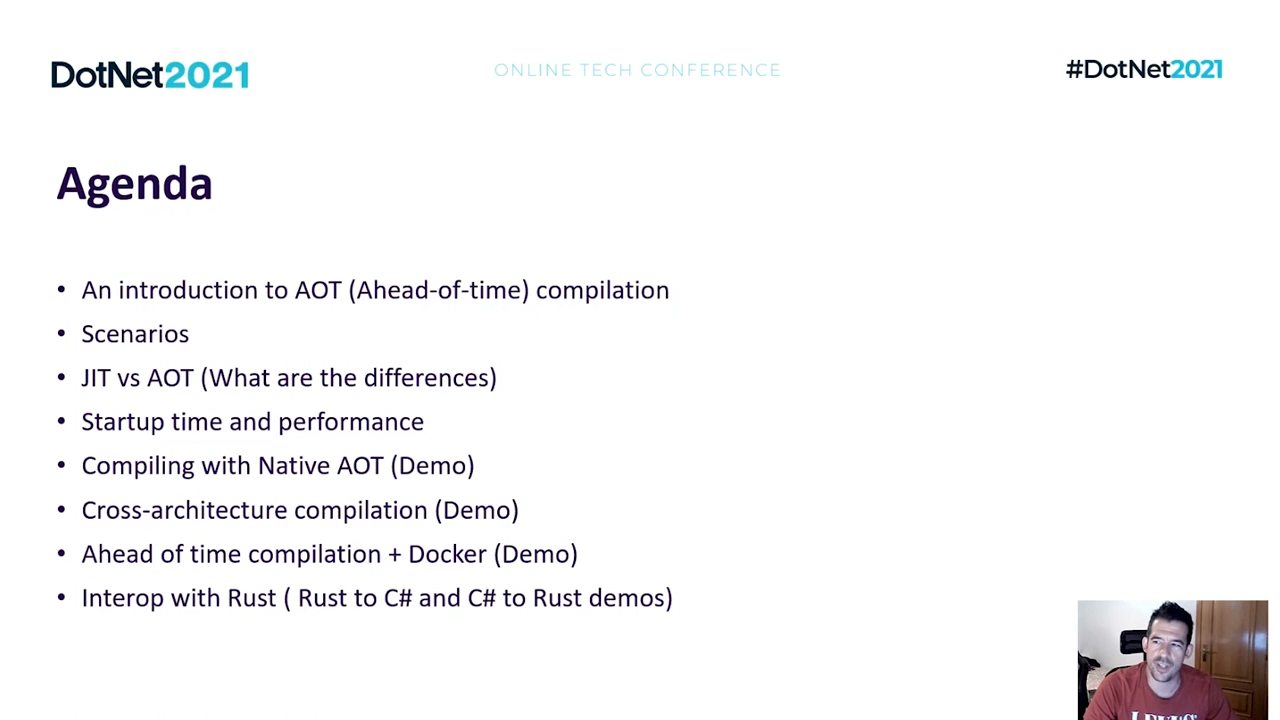 DotNet2021
ONLINE TECH CONFERENCE
#DotNet2021
Agenda
• An introduction to AOT (Ahead-of-time) compilation
• Scenarios
• JIT vs AOT (What are the differences)
• Startup time and performance
• Compiling with Native AOT (Demo)
• Cross-architecture compilation (Demo)
• Ahead of time compilation + Docker (Demo)
• Interop with Rust ( Rust to C# and C# to Rust demos)